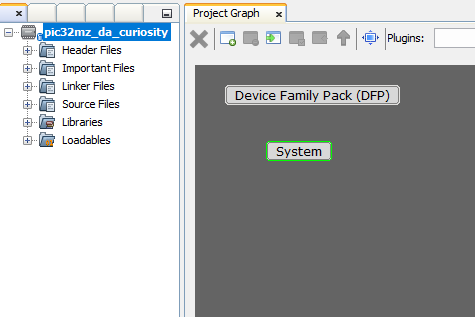 pic32mz_da_curiosity
Header Files
Important Files
Linker Files
Source Files
Libraries
Loadables
Project Graph
Plugins:
Device Family Pack (DFP)
System